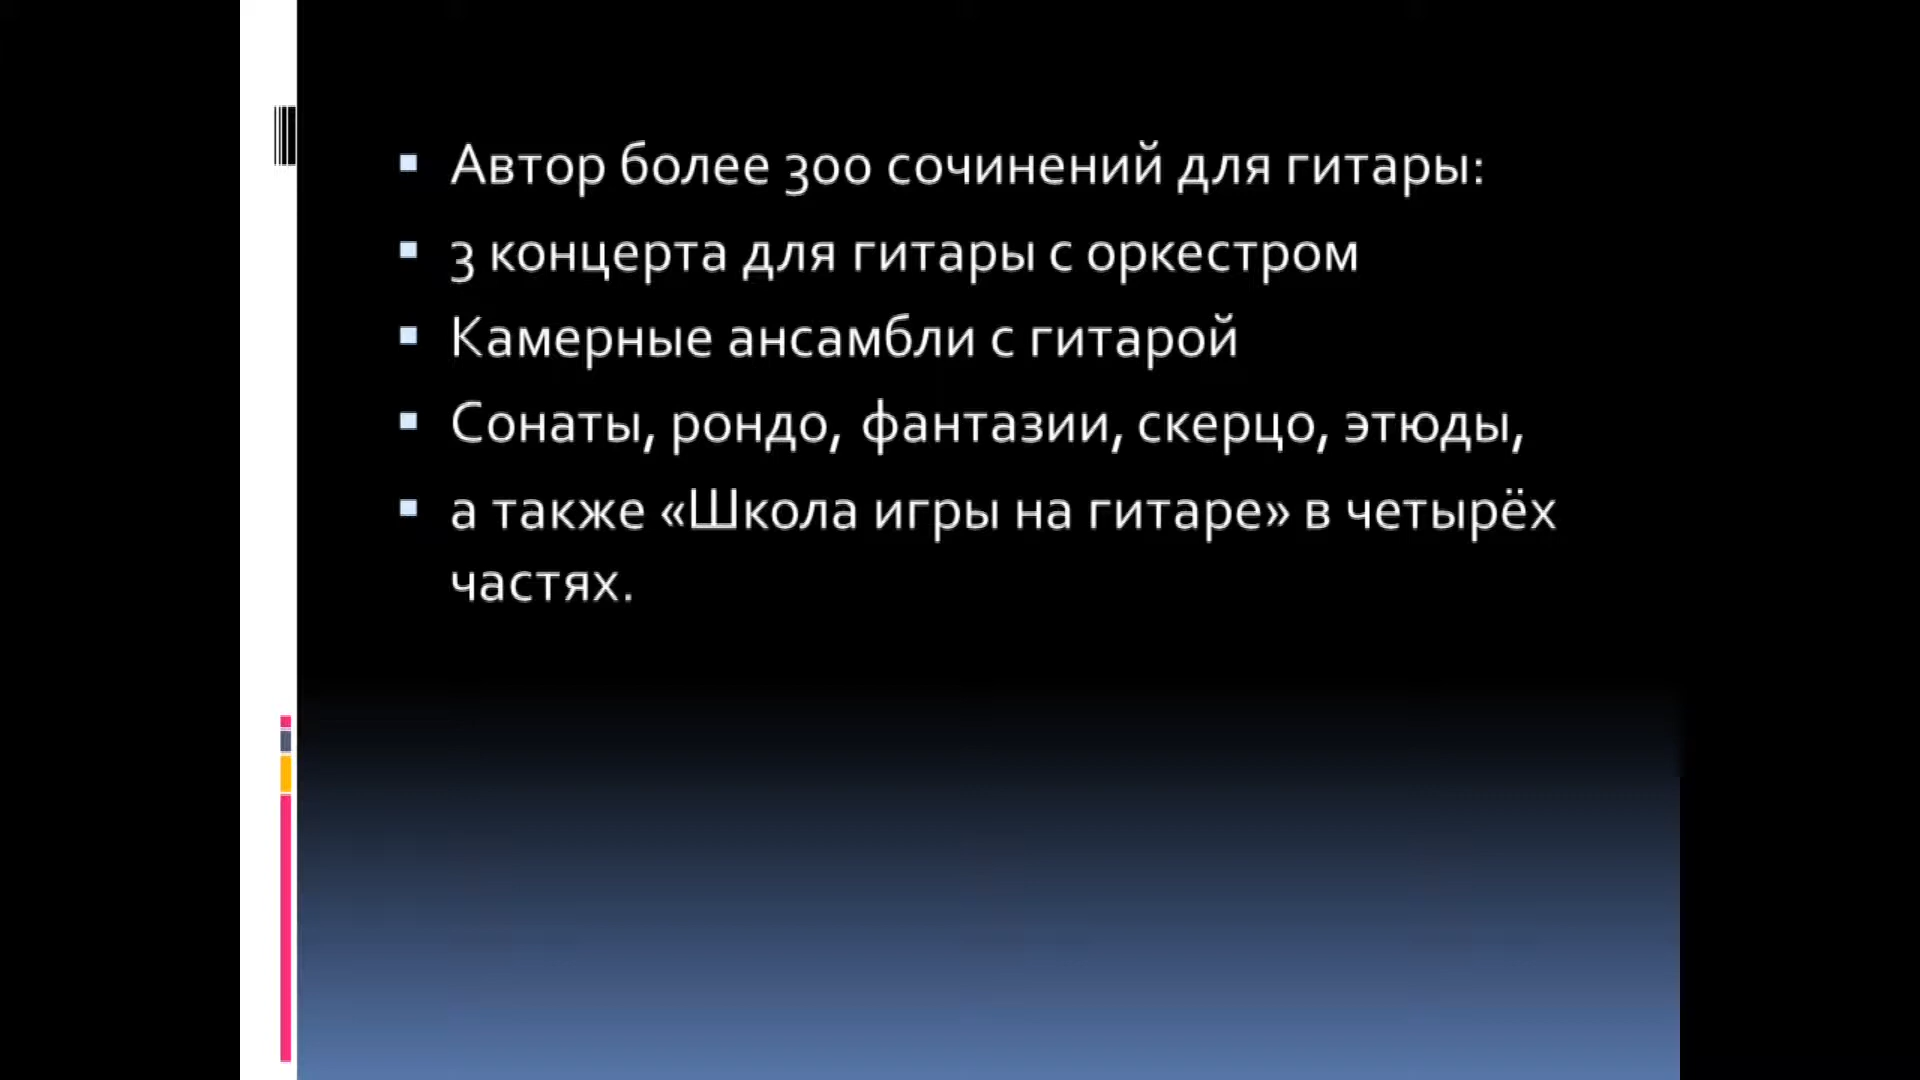 Автор более 300 сочинений для гитары:
3 концерта для гитары с оркестром
Камерные ансамбли с гитарой
Сонаты, рондо, фантазии, скерцо, этюды,
а также «Школа игры на гитаре» в четырёх
частях.